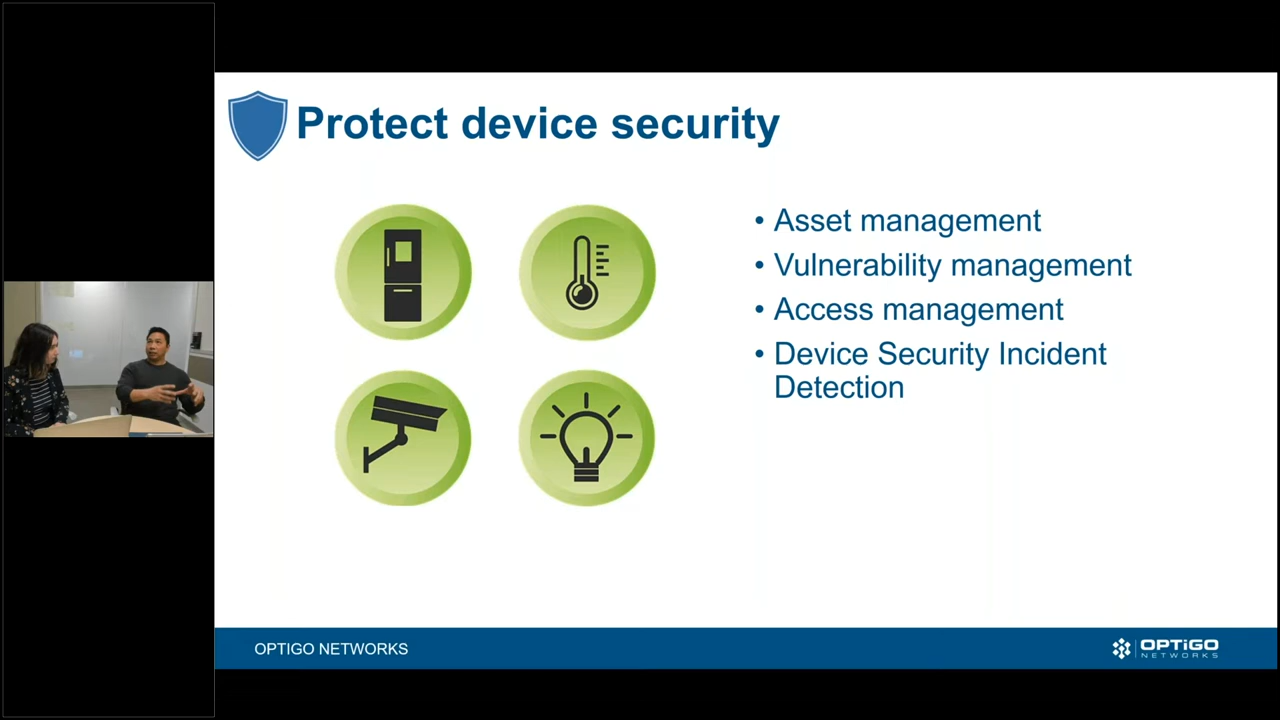 Protect device security
• Asset management
• Vulnerability management
• Access management
• Device Security Incident
Detection
OPTIGO NETWORKS
OPTiGO
NETWORKS